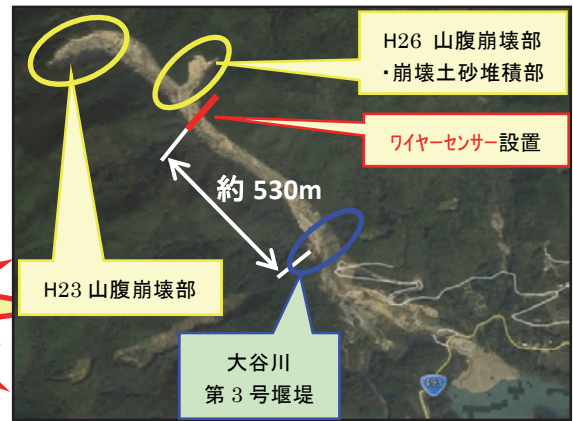 H26 山腹崩壊部
・崩壊土砂堆積部
ワイヤーセンサー設置
約 530m
H23 山腹崩壊部
大谷川
第 3 号堰堤
193